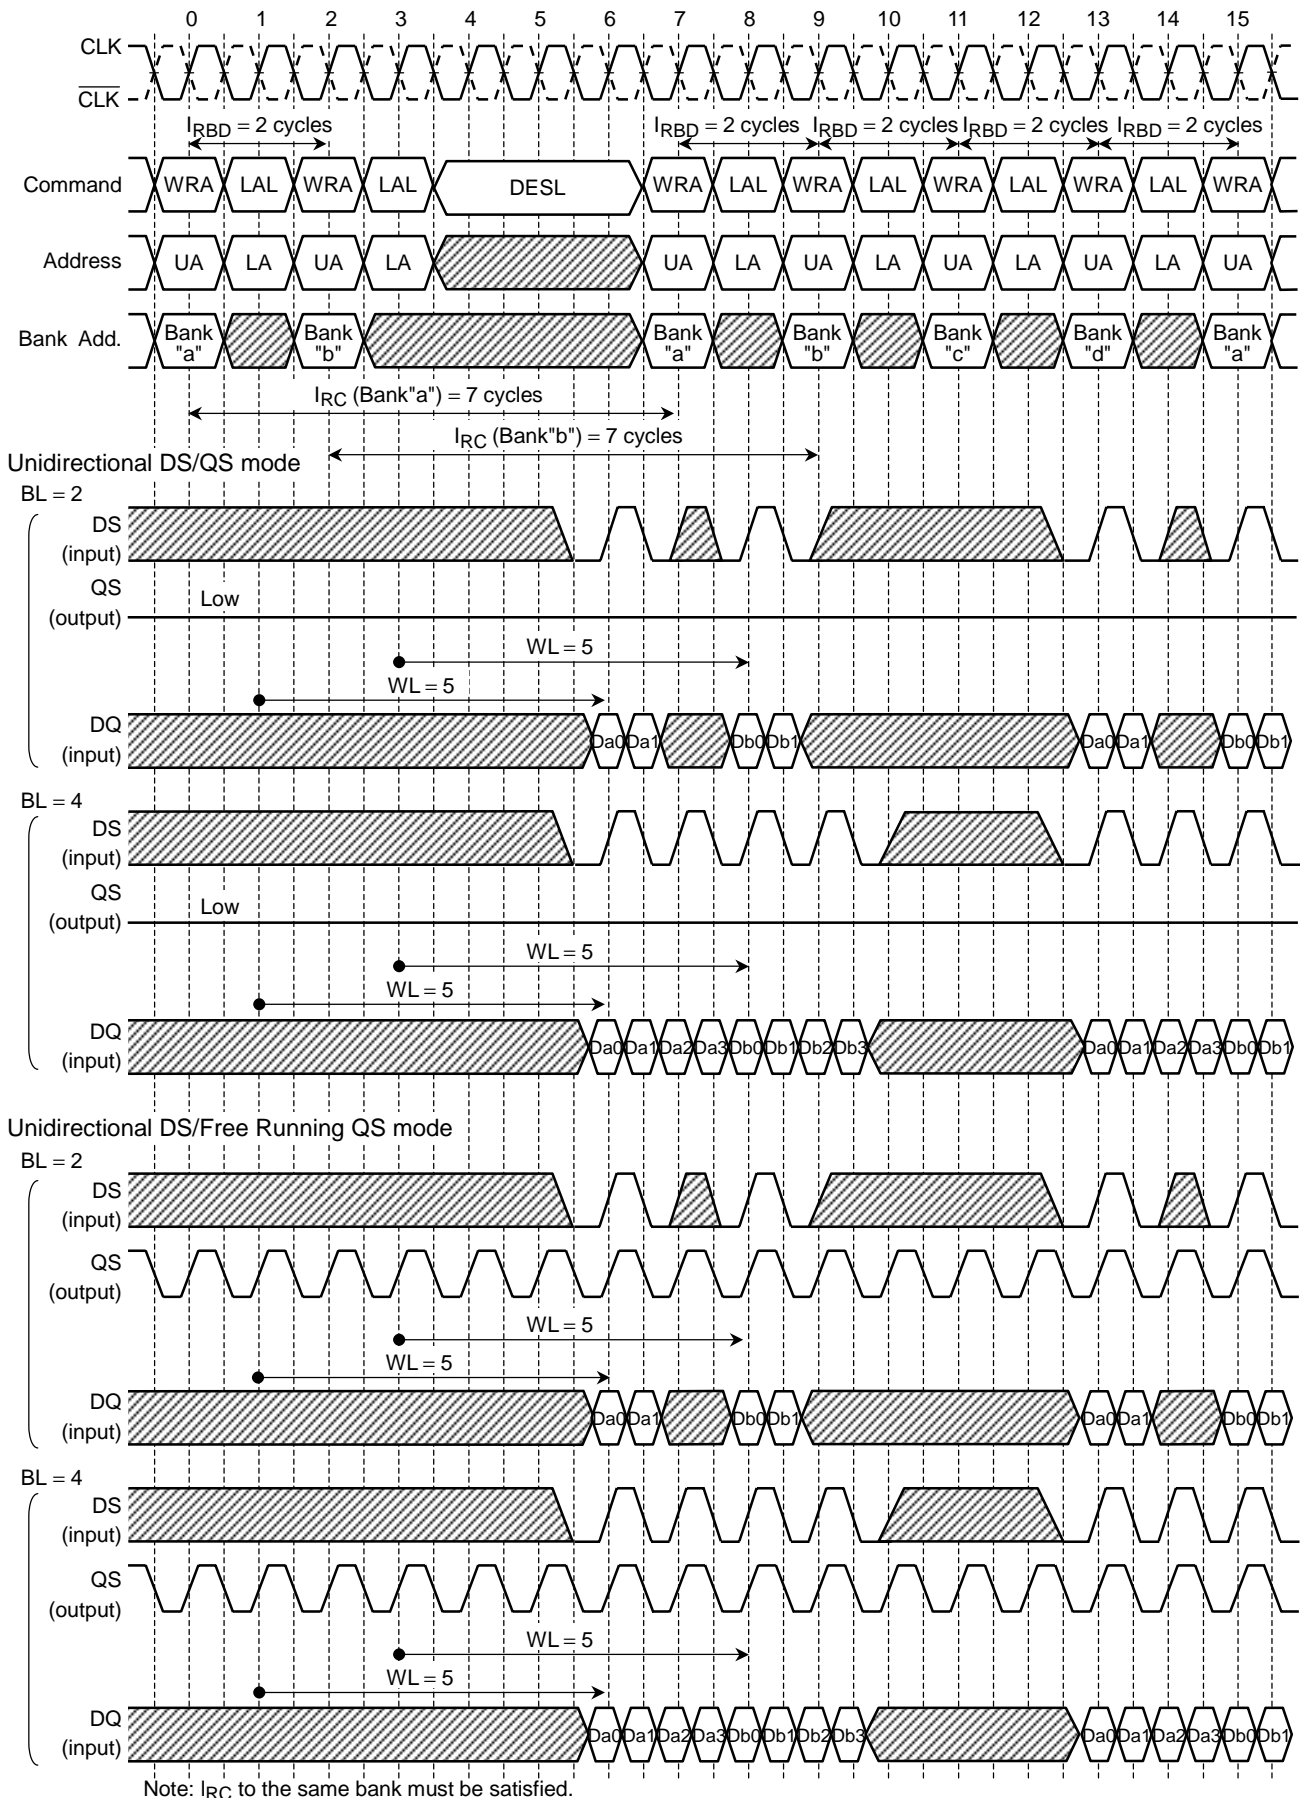 0 1 2 3 4 5 6 7 8 9 10 11 12 13 14 15
CLK
CLK
IRBD = 2 cycles IRBD = 2 cycles IRBD = 2 cycles IRBD = 2 cycles IRBD = 2 cycles
Command WRA LAL WRA LAL DESL WRA LAL WRA LAL WRA LAL WRA LAL WRA
Address UA LA UA LA UA LA UA LA UA LA UA LA UA
Bank Add. Bank "a" Bank "b" Bank "a" Bank "b" Bank "c" Bank "d" Bank "a"
IRC (Bank"a") = 7 cycles
IRC (Bank"b") = 7 cycles
Unidirectional DS/QS mode
BL = 2
DS
(input)
QS
(output)
Low
WL = 5
WL = 5
DQ
(input)
Da0 Da1 Db0 Db1 Da0 Da1 Db0 Db1
BL = 4
DS
(input)
QS
(output)
Low
WL = 5
WL = 5
DQ
(input)
Da0 Da1 Da2 Da3 Db0 Db1 Db2 Db3 Da0 Da1 Da2 Da3 Db0 Db1
Unidirectional DS/Free Running QS mode
BL = 2
DS
(input)
QS
(output)
WL = 5
WL = 5
DQ
(input)
Da0 Da1 Db0 Db1 Da0 Da1 Db0 Db1
BL = 4
DS
(input)
QS
(output)
WL = 5
WL = 5
DQ
(input)
Da0 Da1 Da2 Da3 Db0 Db1 Db2 Db3 Da0 Da1 Da2 Da3 Db0 Db1
Note: IRC to the same bank must be satisfied.